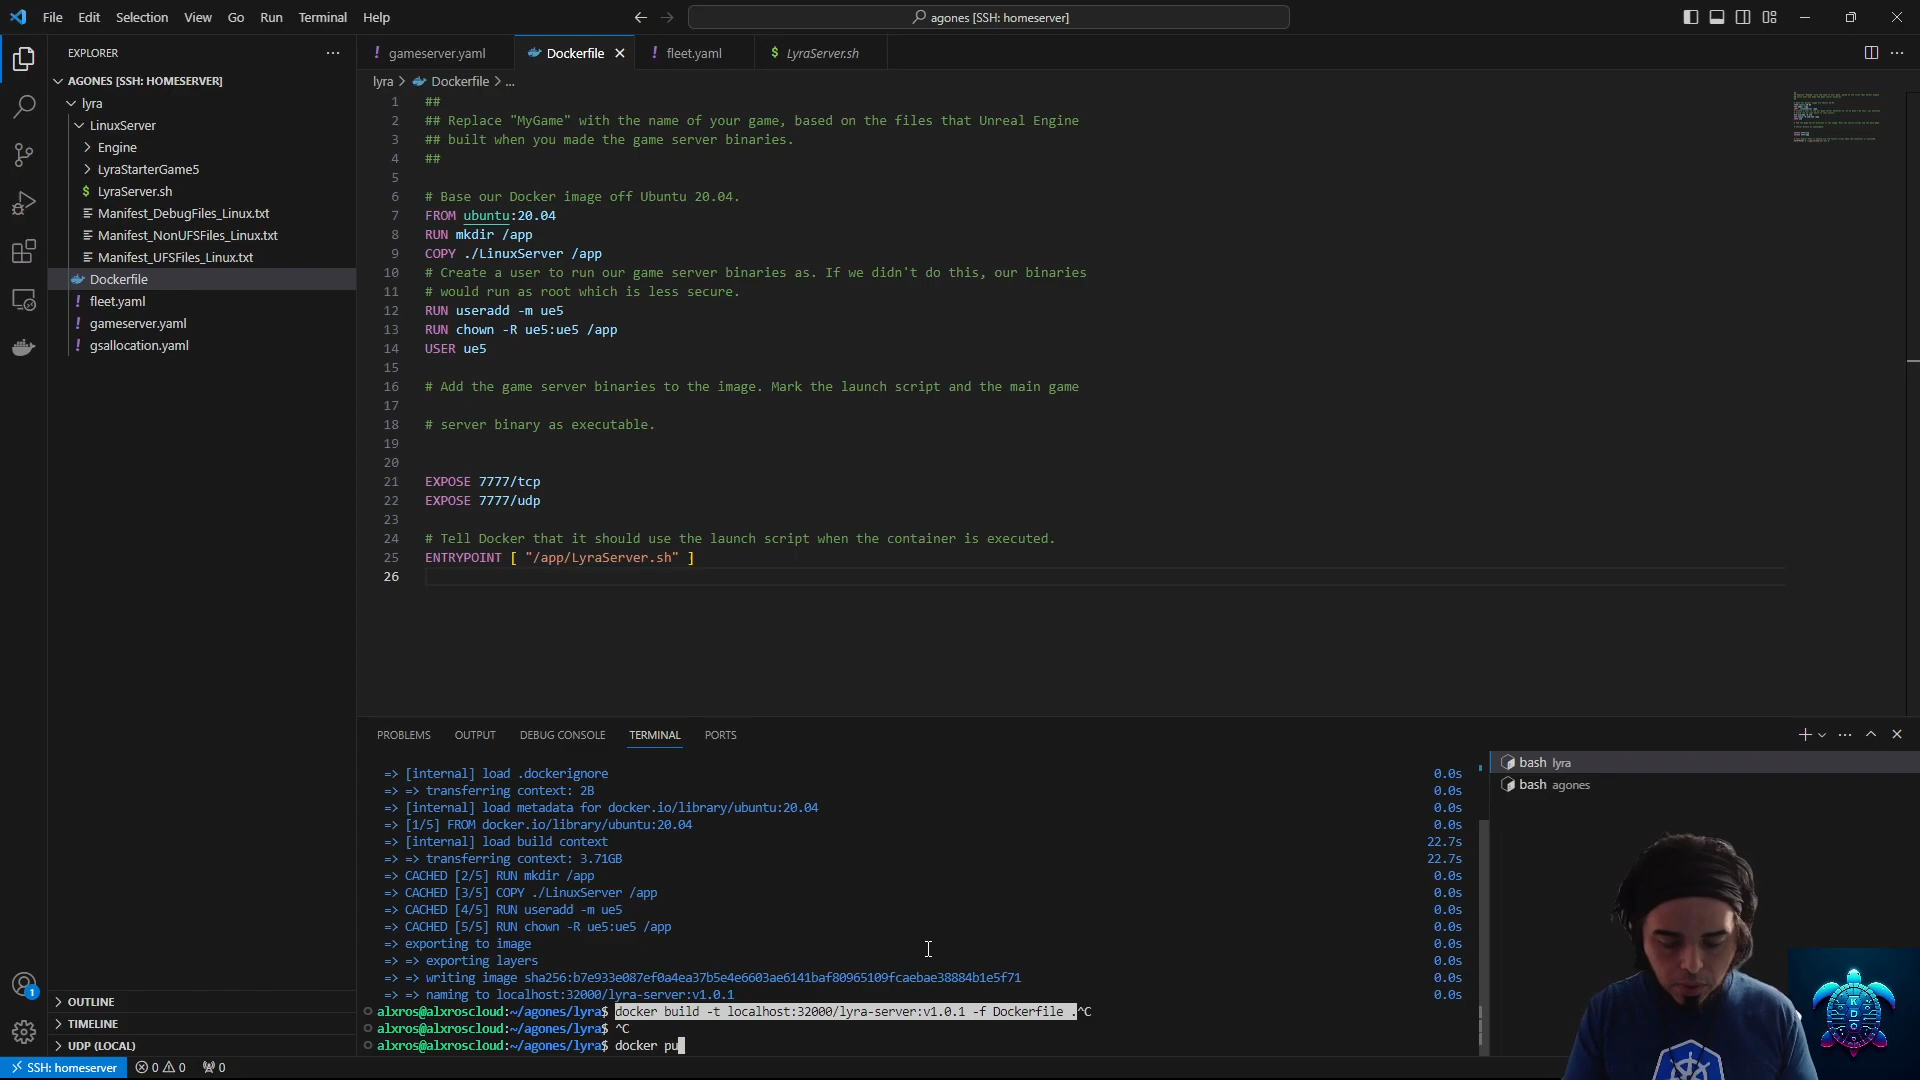 File Edit Selection View Go Run Terminal Help
agones [SSH: homeserver]
EXPLORER
AGONES [SSH: HOMESERVER]
lyra
LinuxServer
Engine
LyraStarterGame5
$ LyraServer.sh
Manifest_DebugFiles_Linux.txt
Manifest_NonUFSFiles_Linux.txt
Manifest_UFSFiles_Linux.txt
Dockerfile
! fleet.yaml
! gameserver.yaml
! gsallocation.yaml
OUTLINE
TIMELINE
UDP (LOCAL)
! gameserver.yaml
Dockerfile
! fleet.yaml
$ LyraServer.sh
lyra > Dockerfile > ...
1 ##
2 ## Replace "MyGame" with the name of your game, based on the files that Unreal Engine
3 ## built when you made the game server binaries.
4 ##
5
6 # Base our Docker image off Ubuntu 20.04.
7 FROM ubuntu:20.04
8 RUN mkdir /app
9 COPY ./LinuxServer /app
10 # Create a user to run our game server binaries as. If we didn't do this, our binaries
11 # would run as root which is less secure.
12 RUN useradd -m ue5
13 RUN chown -R ue5:ue5 /app
14 USER ue5
15
16 # Add the game server binaries to the image. Mark the launch script and the main game
17
18 # server binary as executable.
19
20
21 EXPOSE 7777/tcp
22 EXPOSE 7777/udp
23
24 # Tell Docker that it should use the launch script when the container is executed.
25 ENTRYPOINT [ "/app/LyraServer.sh" ]
26
PROBLEMS OUTPUT DEBUG CONSOLE TERMINAL PORTS
=> [internal] load .dockerignore 0.0s
=> => transferring context: 2B 0.0s
=> [internal] load metadata for docker.io/library/ubuntu:20.04 0.0s
=> [1/5] FROM docker.io/library/ubuntu:20.04 0.0s
=> [internal] load build context 22.7s
=> => transferring context: 3.71GB 22.7s
=> CACHED [2/5] RUN mkdir /app 0.0s
=> CACHED [3/5] COPY ./LinuxServer /app 0.0s
=> CACHED [4/5] RUN useradd -m ue5 0.0s
=> CACHED [5/5] RUN chown -R ue5:ue5 /app 0.0s
=> exporting to image 0.0s
=> => exporting layers 0.0s
=> => writing image sha256:b7e933e087ef0a4ea37b5e4e6603ae6141baf80965109fcaebae38884b1e5f71 0.0s
=> => naming to localhost:32000/lyra-server:v1.0.1 0.0s
alxros@alxroscloud:~/agones/lyra$ docker build -t localhost:32000/lyra-server:v1.0.1 -f Dockerfile .^C
alxros@alxroscloud:~/agones/lyra$ ^C
alxros@alxroscloud:~/agones/lyra$ docker pu
bash lyra
bash agones
1
SSH: homeserver 0 0 0
K
D O